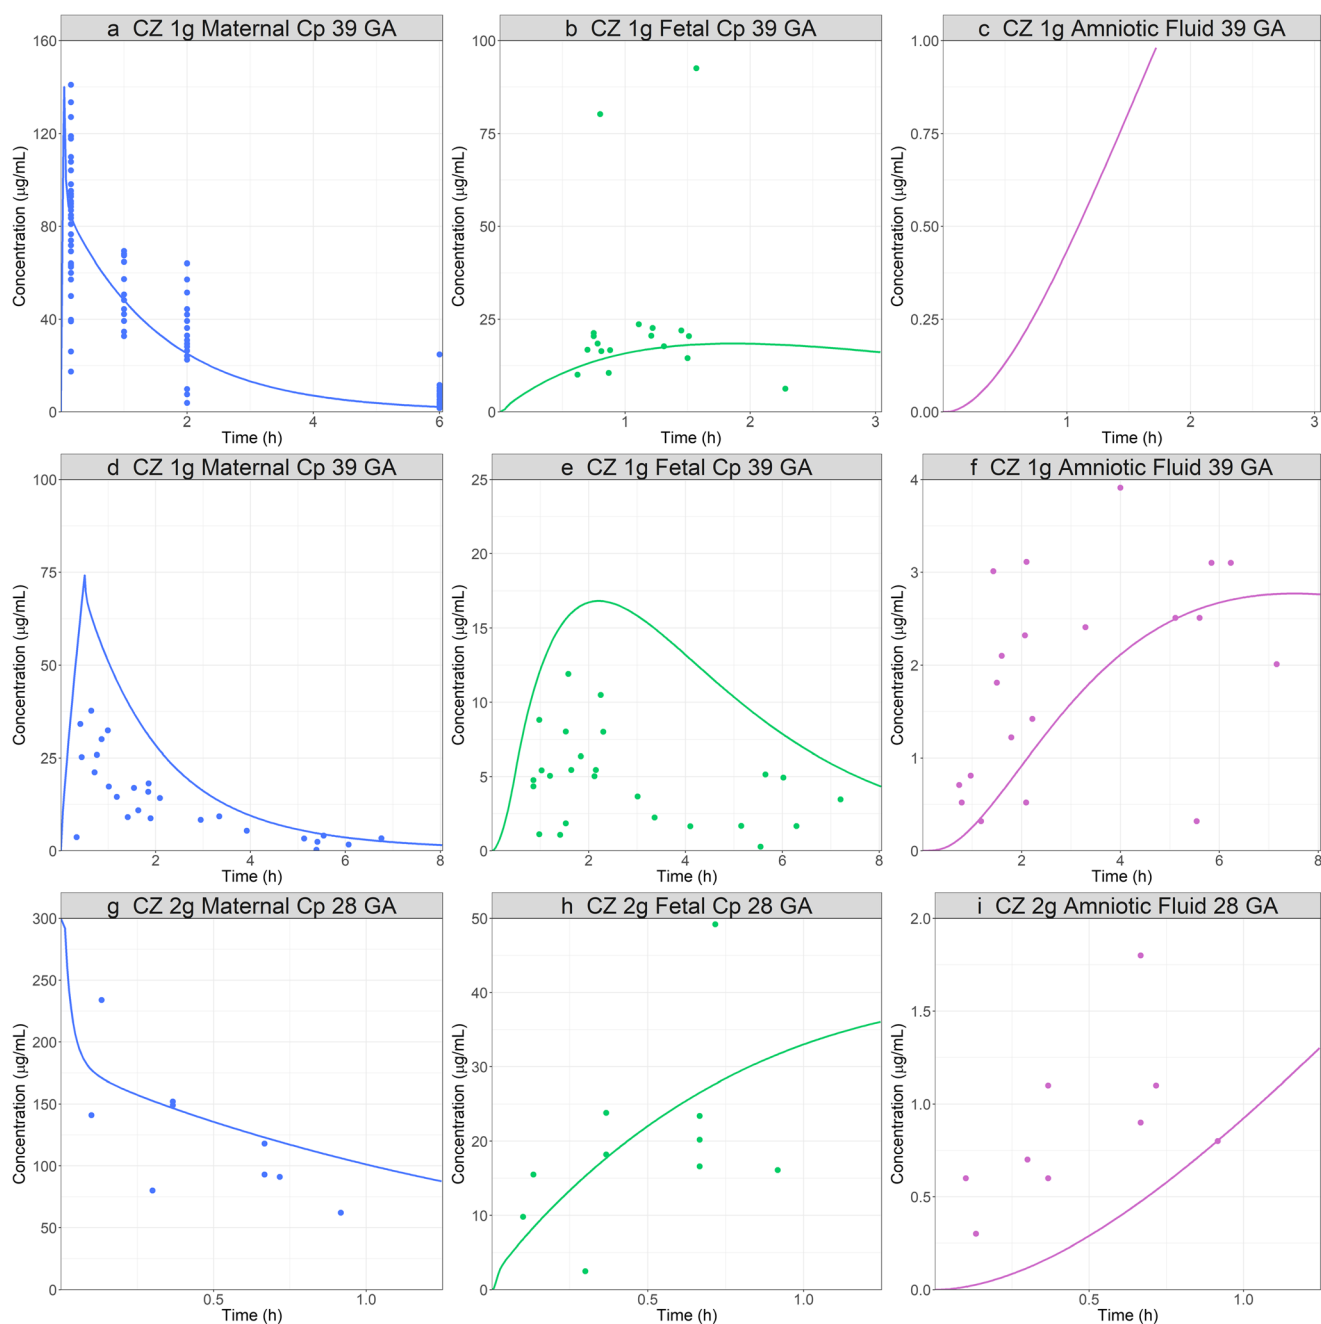 a CZ 1g Maternal Cp 39 GA
b CZ 1g Fetal Cp 39 GA
c CZ 1g Amniotic Fluid 39 GA
Concentration (μg/mL)
160
120
80
40
0
2
4
6
Time (h)
Concentration (μg/mL)
100
75
50
25
0
1
2
3
Time (h)
Concentration (μg/mL)
1.00
0.75
0.50
0.25
0.00
1
2
3
Time (h)
d CZ 1g Maternal Cp 39 GA
e CZ 1g Fetal Cp 39 GA
f CZ 1g Amniotic Fluid 39 GA
Concentration (μg/mL)
100
75
50
25
0
2
4
6
8
Time (h)
Concentration (μg/mL)
25
20
15
10
5
0
2
4
6
8
Time (h)
Concentration (μg/mL)
4
3
2
1
0
2
4
6
8
Time (h)
g CZ 2g Maternal Cp 28 GA
h CZ 2g Fetal Cp 28 GA
i CZ 2g Amniotic Fluid 28 GA
Concentration (μg/mL)
300
250
200
150
100
50
0
0.5
1.0
Time (h)
Concentration (μg/mL)
50
40
30
20
10
0
0.5
1.0
Time (h)
Concentration (μg/mL)
2.0
1.5
1.0
0.5
0.0
0.5
1.0
Time (h)